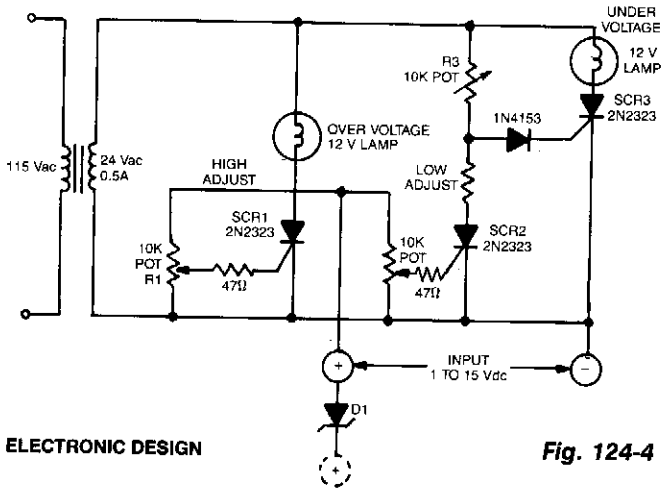 UNDER
VOLTAGE
R3
10K POT
12 V
LAMP
SCR3
2N2323
1N4153
OVER VOLTAGE
12 V LAMP
115 Vac
24 Vac
0.5A
HIGH
ADJUST
LOW
ADJUST
SCR1
2N2323
SCR2
2N2323
10K
POT
R1
47Ω
10K
POT
47Ω
+
INPUT
1 TO 15 Vdc
−
D1
+
ELECTRONIC DESIGN
Fig. 124-4